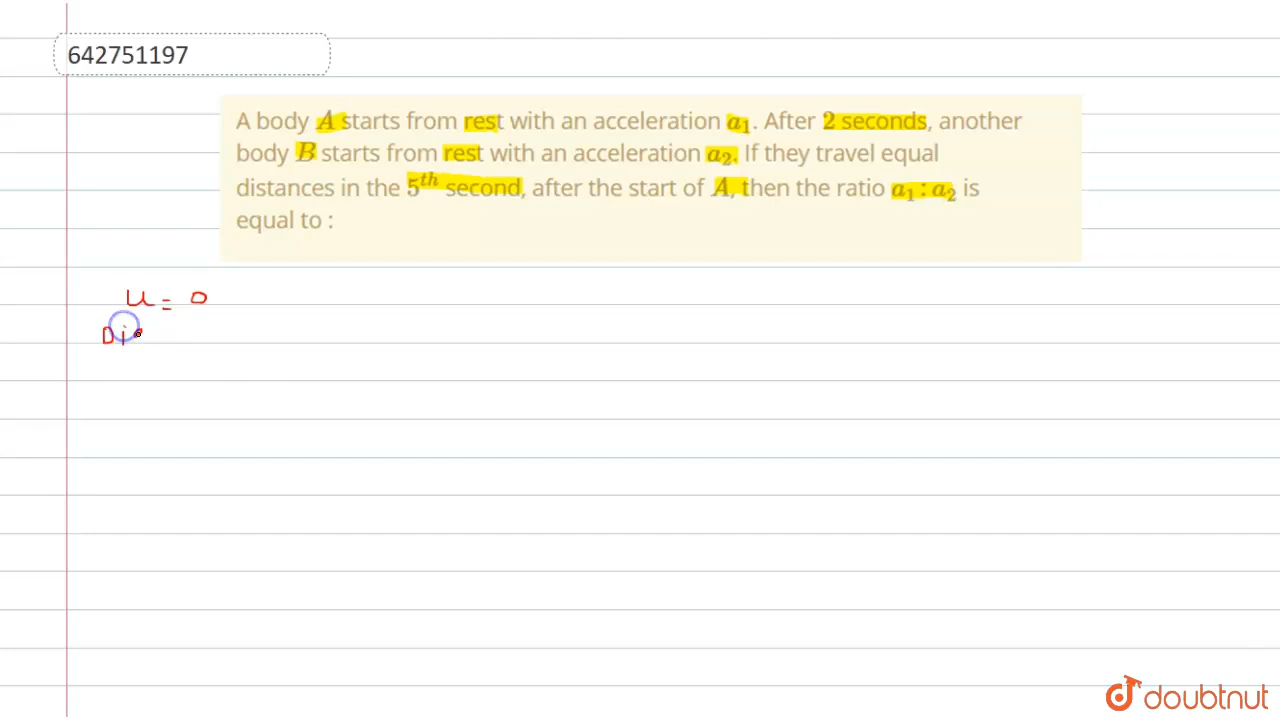 642751197
A body A starts from rest with an acceleration a₁. After 2 seconds, another
body B starts from rest with an acceleration a₂. If they travel equal
distances in the 5ᵗʰ second, after the start of A, then the ratio a₁ : a₂ is
equal to :
u = 0
Dis
doubtnut